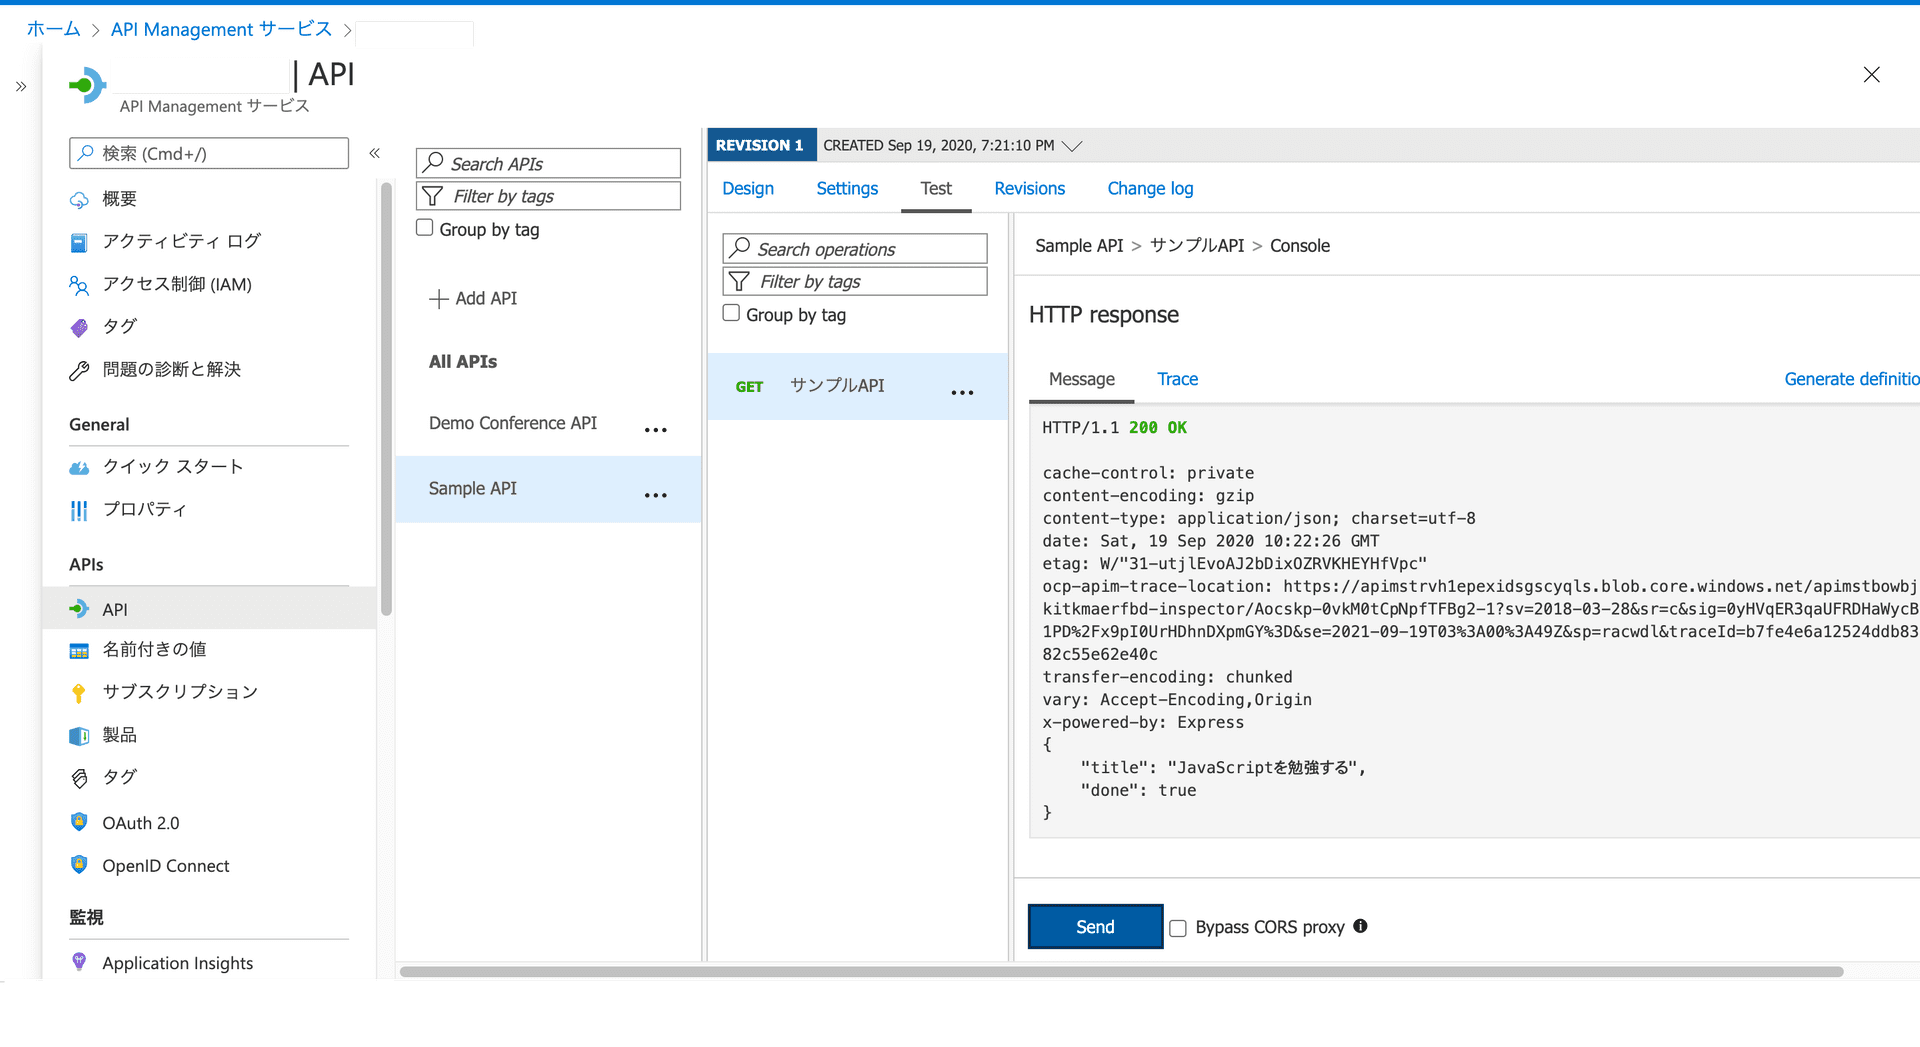 ホーム > API Management サービス >
| API
API Management サービス
検索 (Cmd+/)
概要
アクティビティ ログ
アクセス制御 (IAM)
タグ
問題の診断と解決
General
クイック スタート
プロパティ
APIs
API
名前付きの値
サブスクリプション
製品
タグ
OAuth 2.0
OpenID Connect
監視
Application Insights
Search APIs
Filter by tags
Group by tag
Add API
All APIs
Demo Conference API
Sample API
REVISION 1 CREATED Sep 19, 2020, 7:21:10 PM
Design Settings Test Revisions Change log
Search operations
Filter by tags
Group by tag
GET サンプルAPI
Sample API > サンプルAPI > Console
HTTP response
Message Trace Generate definitio
HTTP/1.1 200 OK
cache-control: private
content-encoding: gzip
content-type: application/json; charset=utf-8
date: Sat, 19 Sep 2020 10:22:26 GMT
etag: W/"31-utjlEvoAJ2bDixOZRVKHEYHfVpc"
ocp-apim-trace-location: https://apimstrvh1epexidsgscyqls.blob.core.windows.net/apimstbowbj
kitkmaerfbd-inspector/Aocskp-0vkM0tCpNpfTFBg2-1?sv=2018-03-28&sr=c&sig=0yHVqER3qaUFRDHaWycB
1PD%2Fx9pI0UrHDhnDXpmGY%3D&se=2021-09-19T03%3A00%3A49Z&sp=racwdl&traceId=b7fe4e6a12524ddb83
82c55e62e40c
transfer-encoding: chunked
vary: Accept-Encoding,Origin
x-powered-by: Express
{
"title": "JavaScriptを勉強する",
"done": true
}
Send Bypass CORS proxy